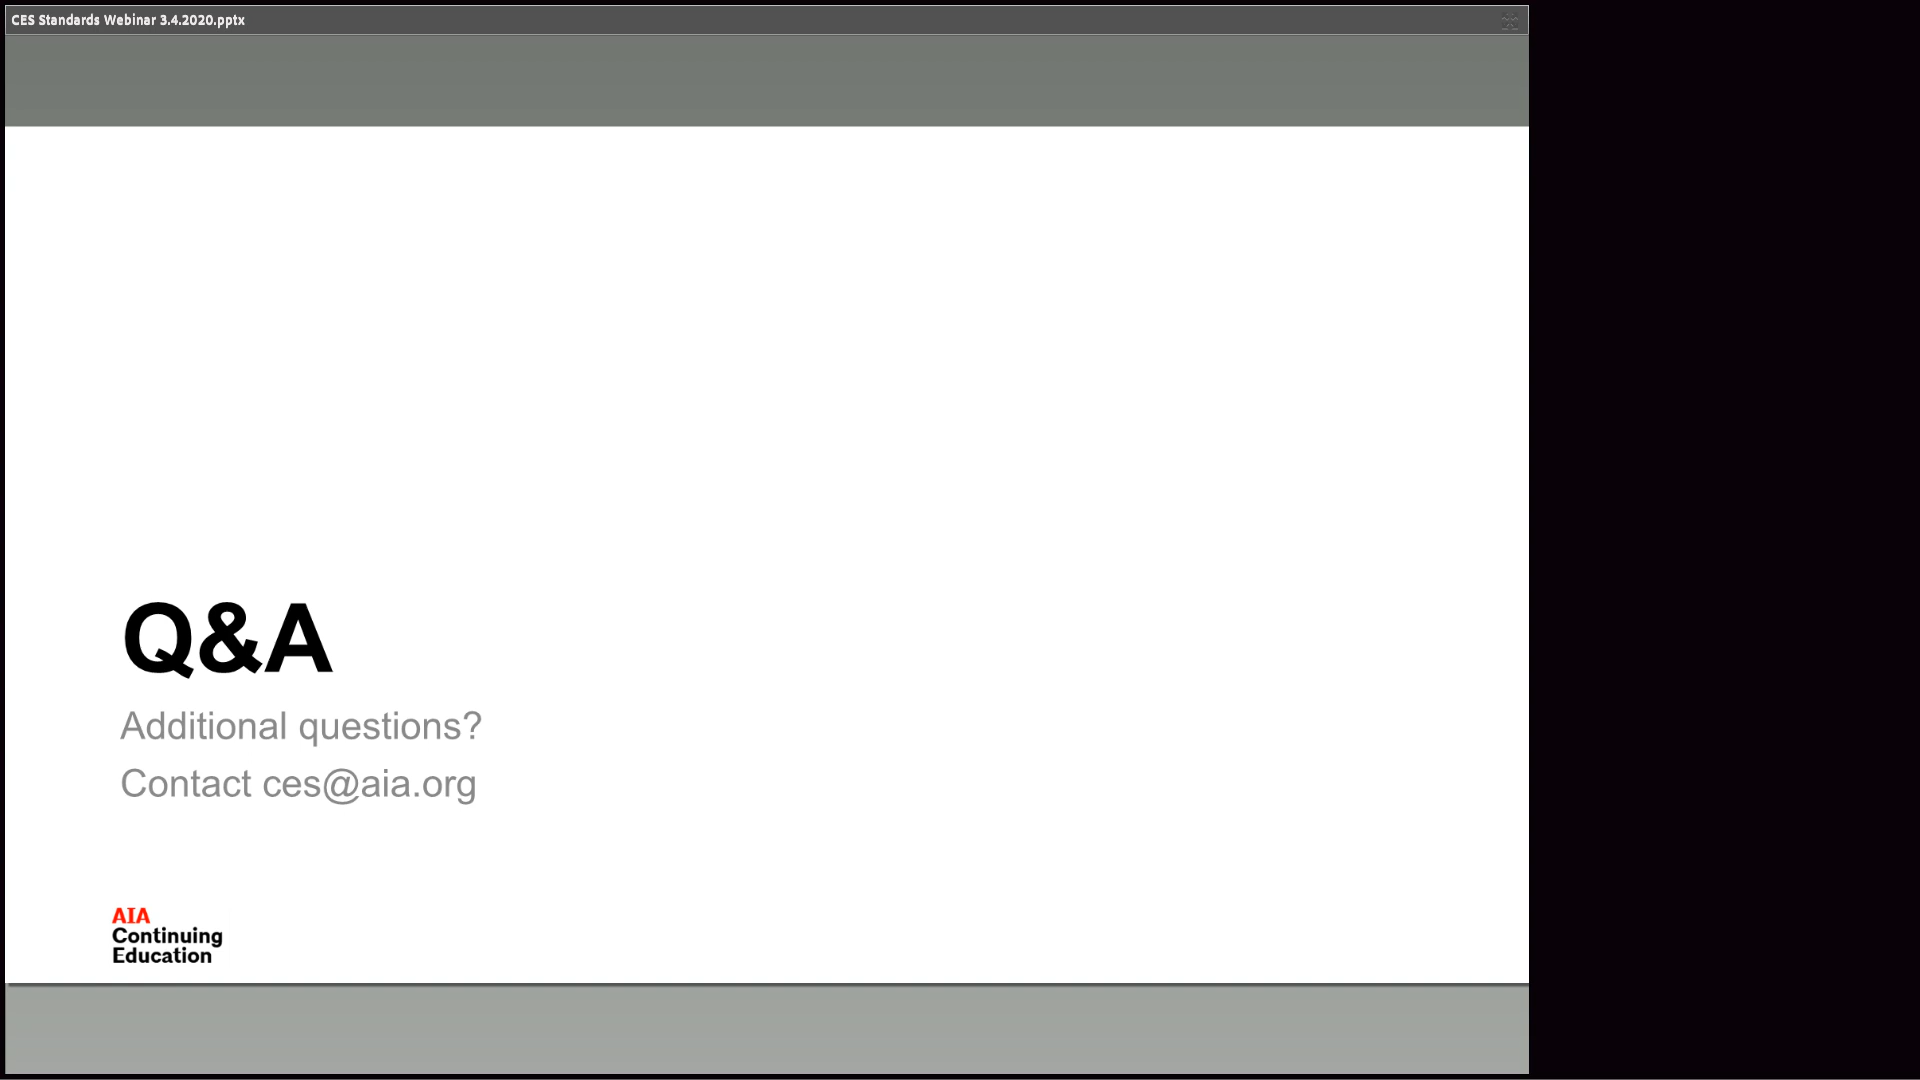 CES Standards Webinar 3.4.2020.pptx
Q&A
Additional questions?
Contact ces@aia.org
AIA
Continuing
Education